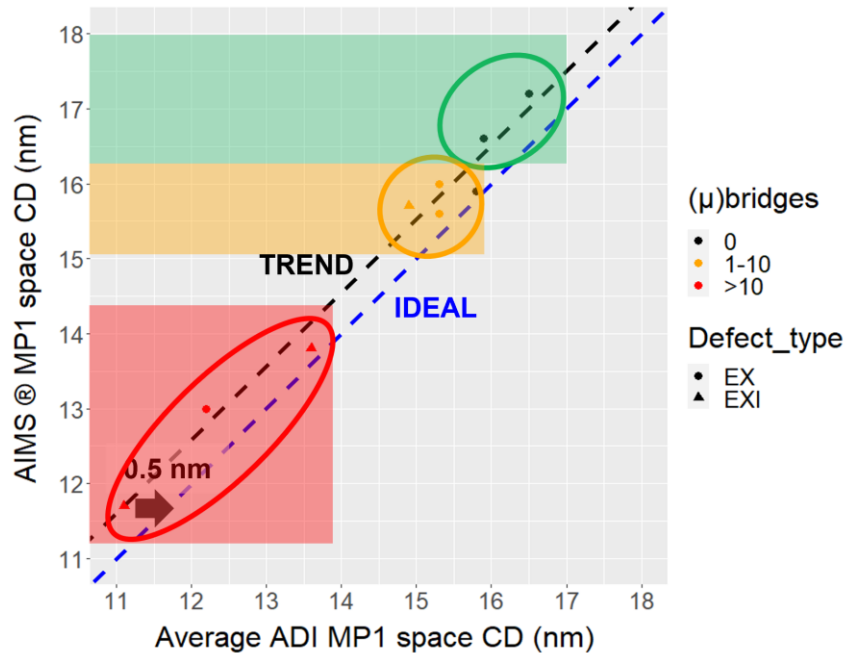 18
17
16
15
14
13
12
11
AIMS ® MP1 space CD (nm)
TREND
IDEAL
0.5 nm
11 12 13 14 15 16 17 18
Average ADI MP1 space CD (nm)
(μ)bridges
0
1-10
>10
Defect_type
EX
EXI